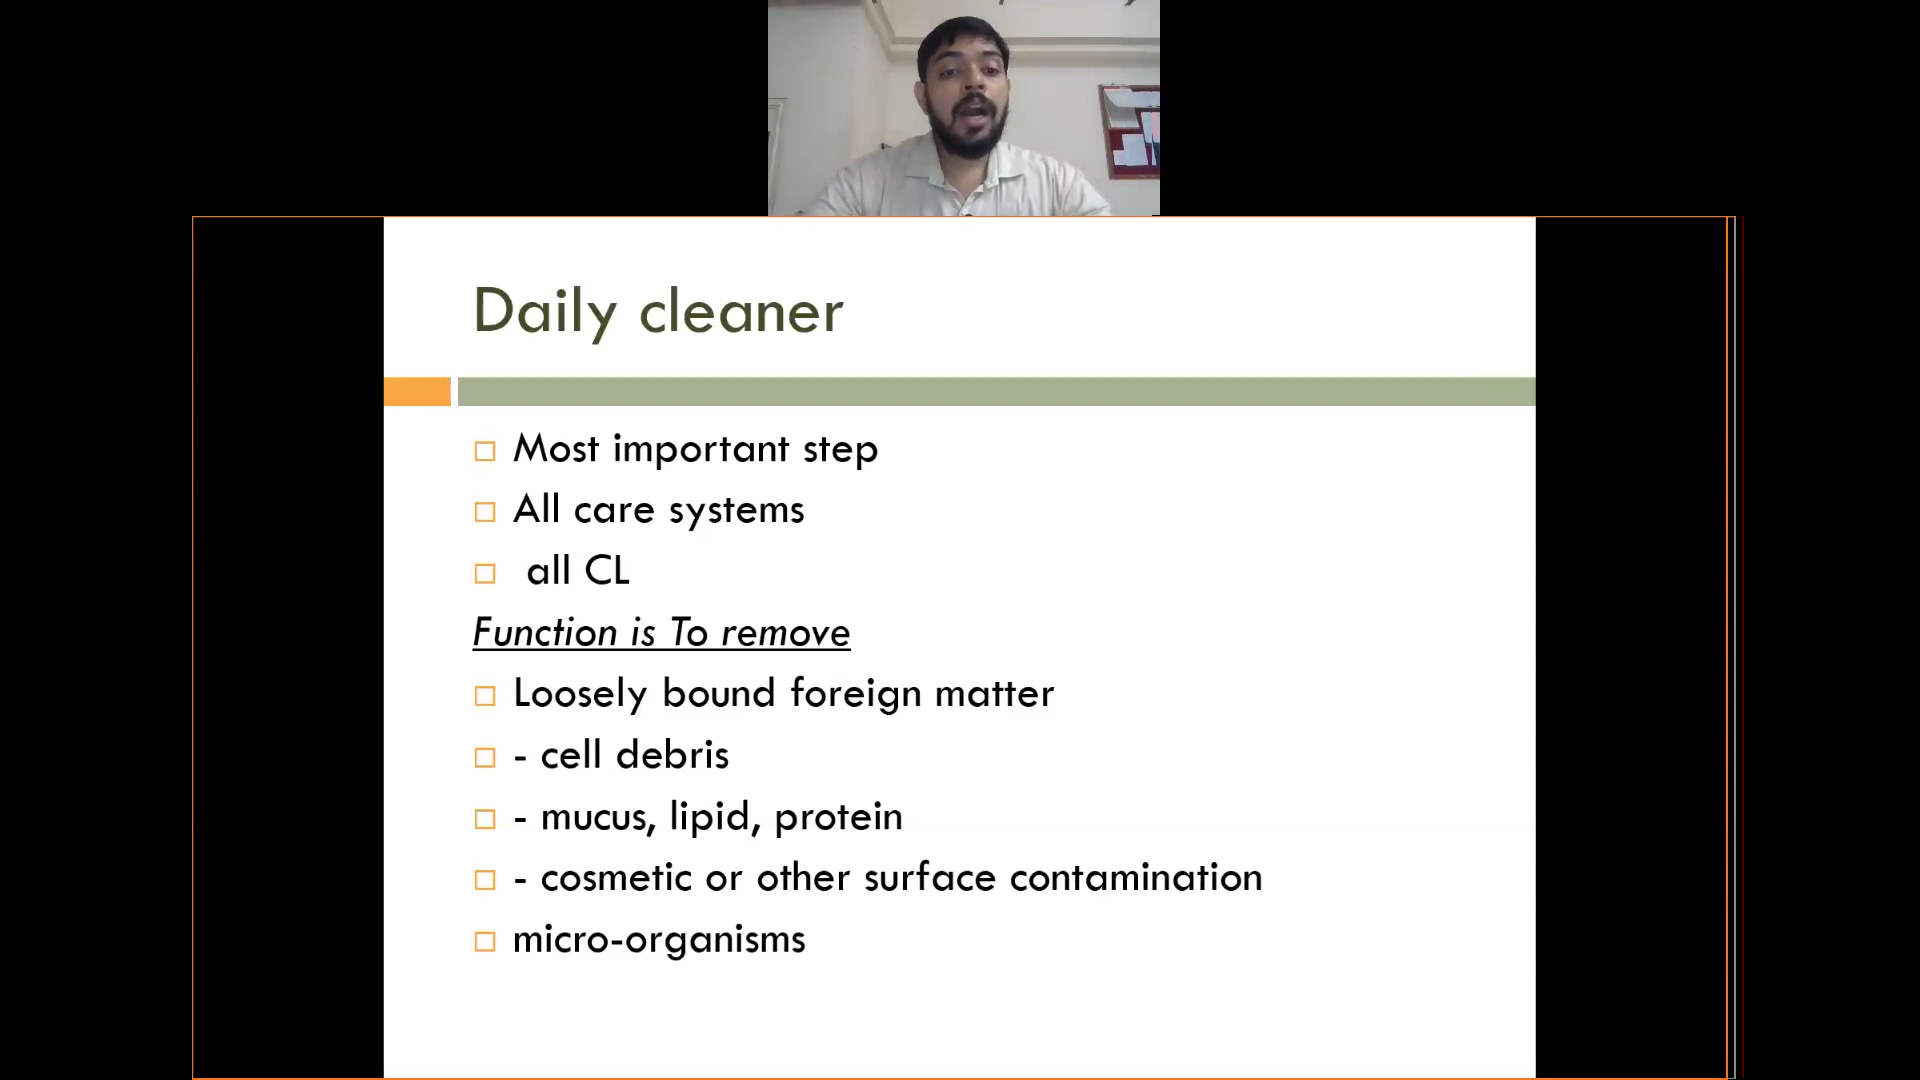 Daily cleaner
Most important step
All care systems
all CL
Function is To remove
Loosely bound foreign matter
- cell debris
- mucus, lipid, protein
- cosmetic or other surface contamination
micro-organisms